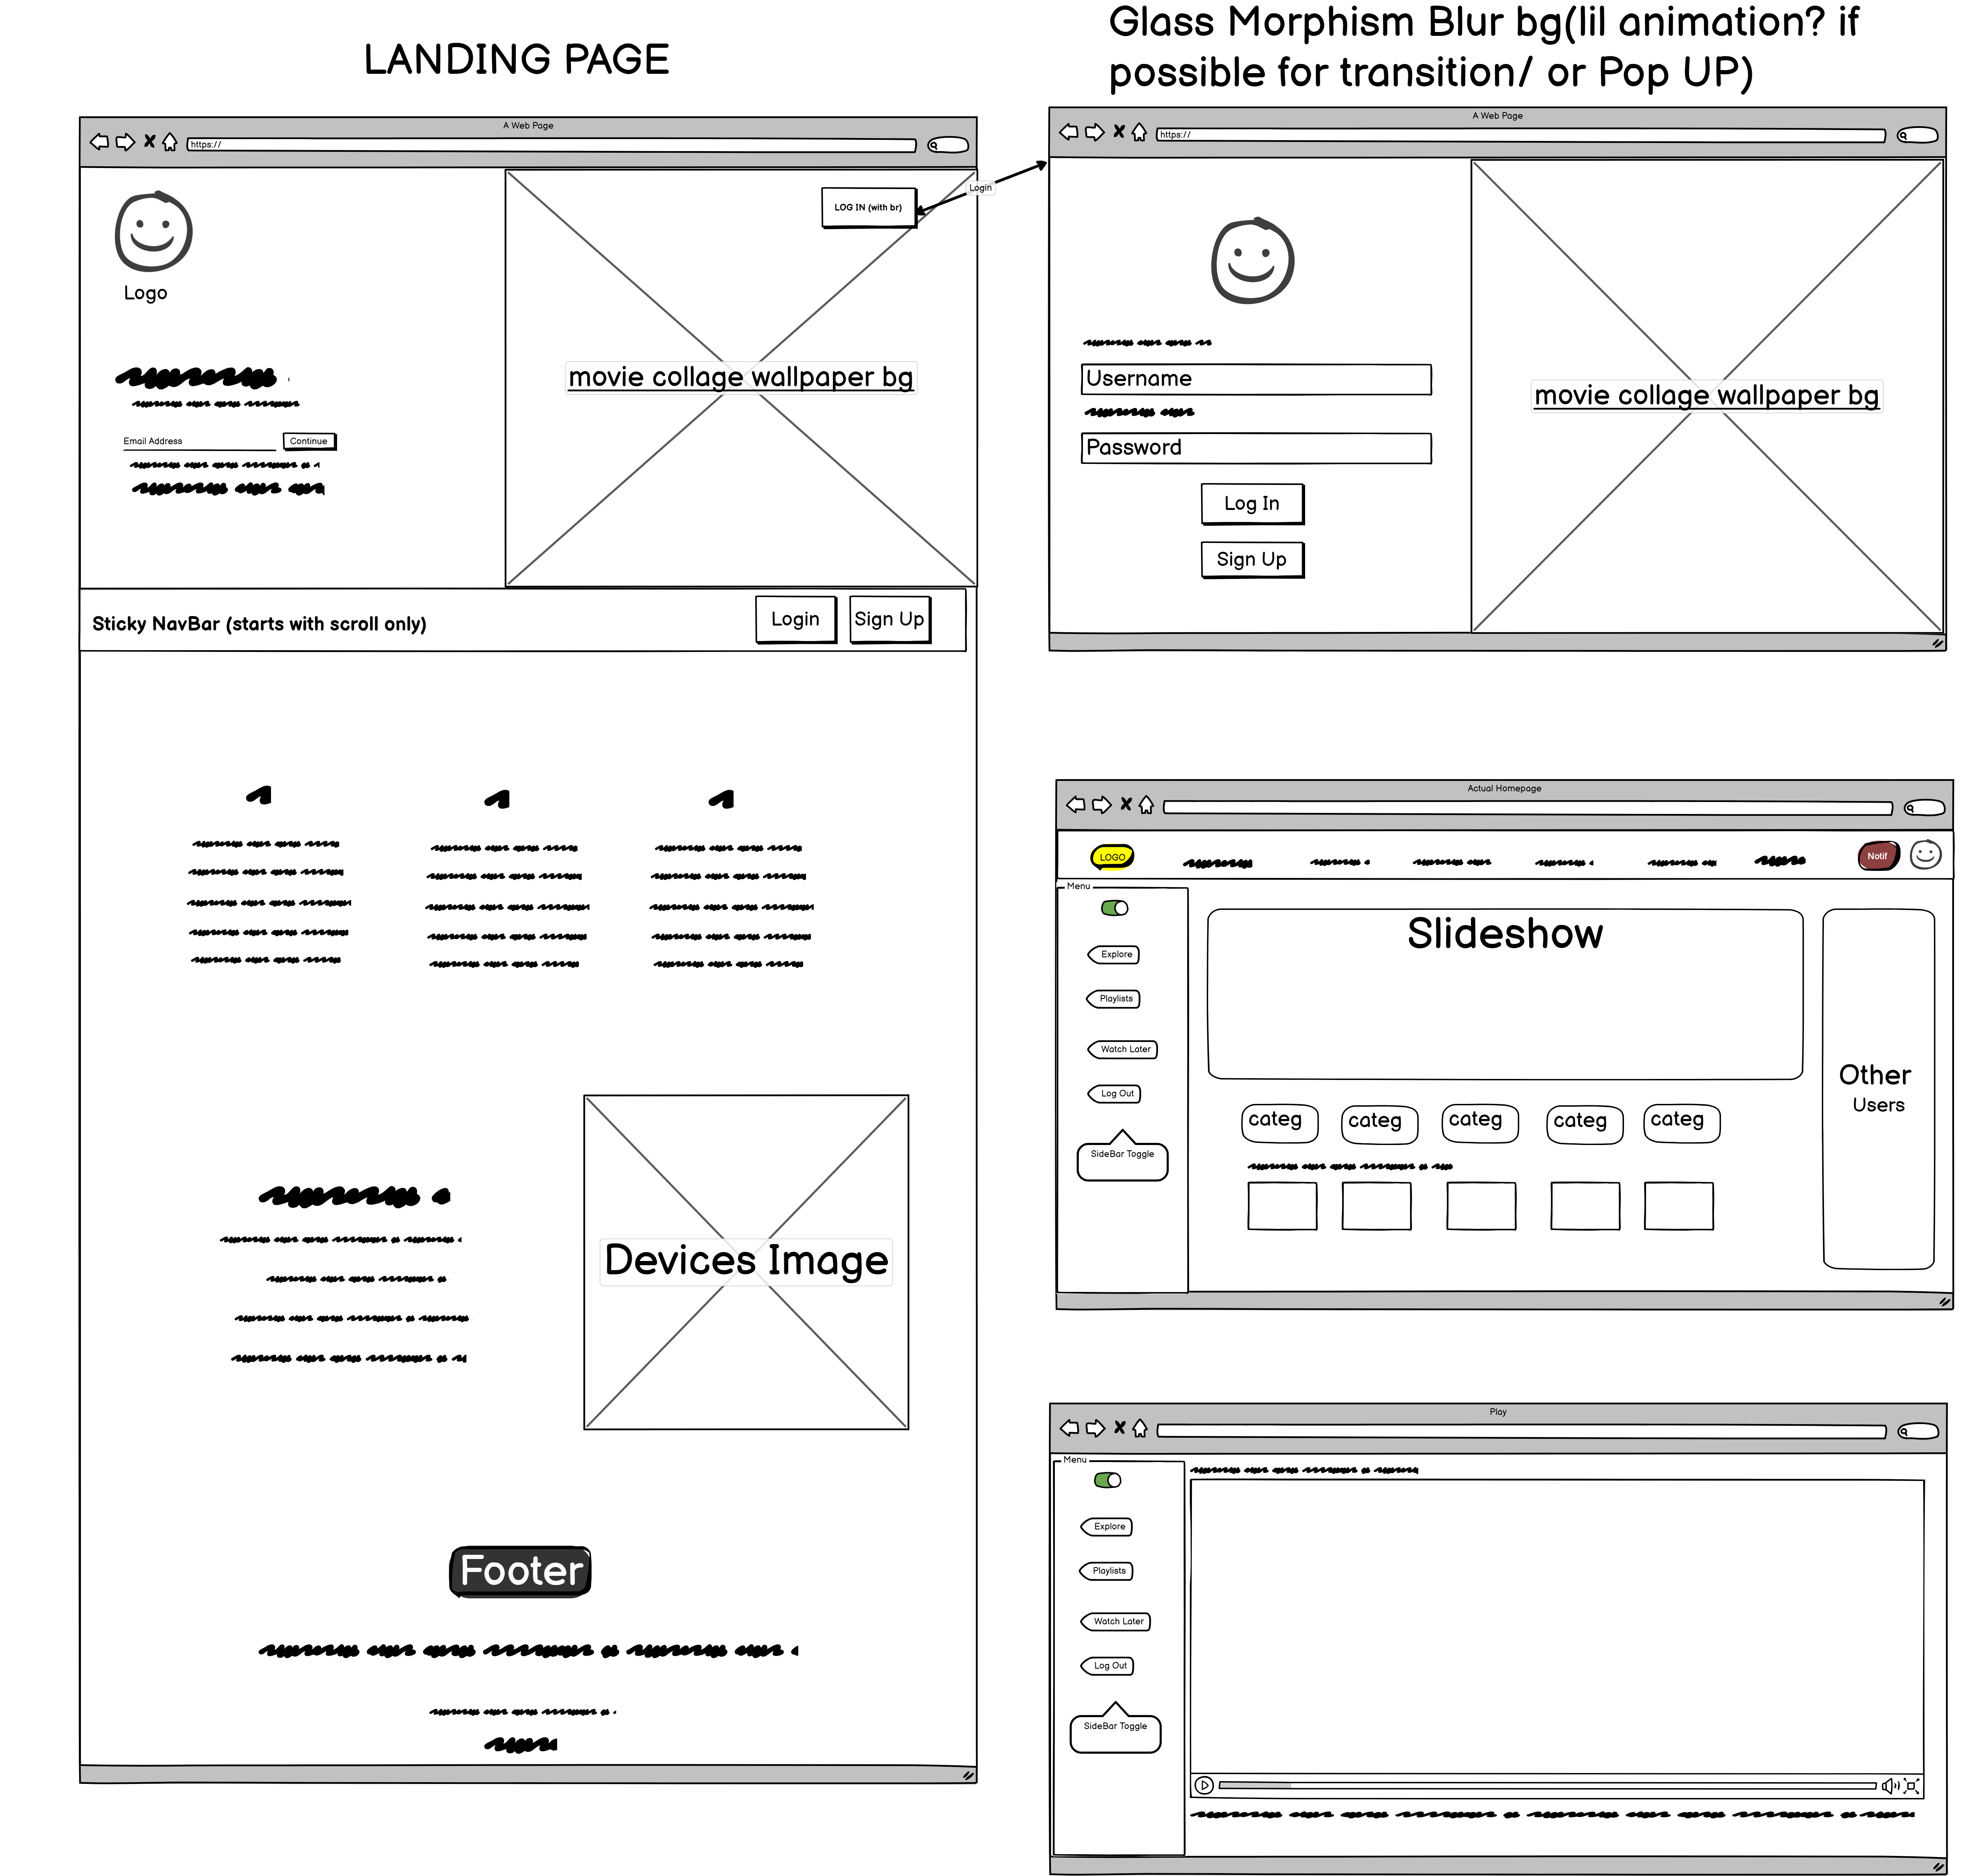 LANDING PAGE
A Web Page
https://
LOG IN (with br)
Login
Logo
movie collage wallpaper bg
Email Address
Continue
Sticky NavBar (starts with scroll only)
Login
Sign Up
Devices Image
Footer
Glass Morphism Blur bg(lil animation? if
possible for transition/ or Pop UP)
A Web Page
https://
Username
Password
Log In
Sign Up
movie collage wallpaper bg
Actual Homepage
LOGO
Notif
Menu
Explore
Playlists
Watch Later
Log Out
SideBar Toggle
Slideshow
categ
categ
categ
categ
categ
Other
Users
Play
Menu
Explore
Playlists
Watch Later
Log Out
SideBar Toggle